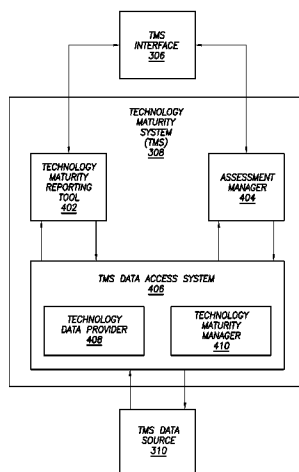 TMS
INTERFACE
306
TECHNOLOGY
MATURITY
SYSTEM
(TMS)
308
TECHNOLOGY
MATURITY
REPORTING
TOOL
402
ASSESSMENT
MANAGER
404
TMS DATA ACCESS SYSTEM
406
TECHNOLOGY
DATA PROVIDER
408
TECHNOLOGY
MATURITY MANAGER
410
TMS DATA
SOURCE
310